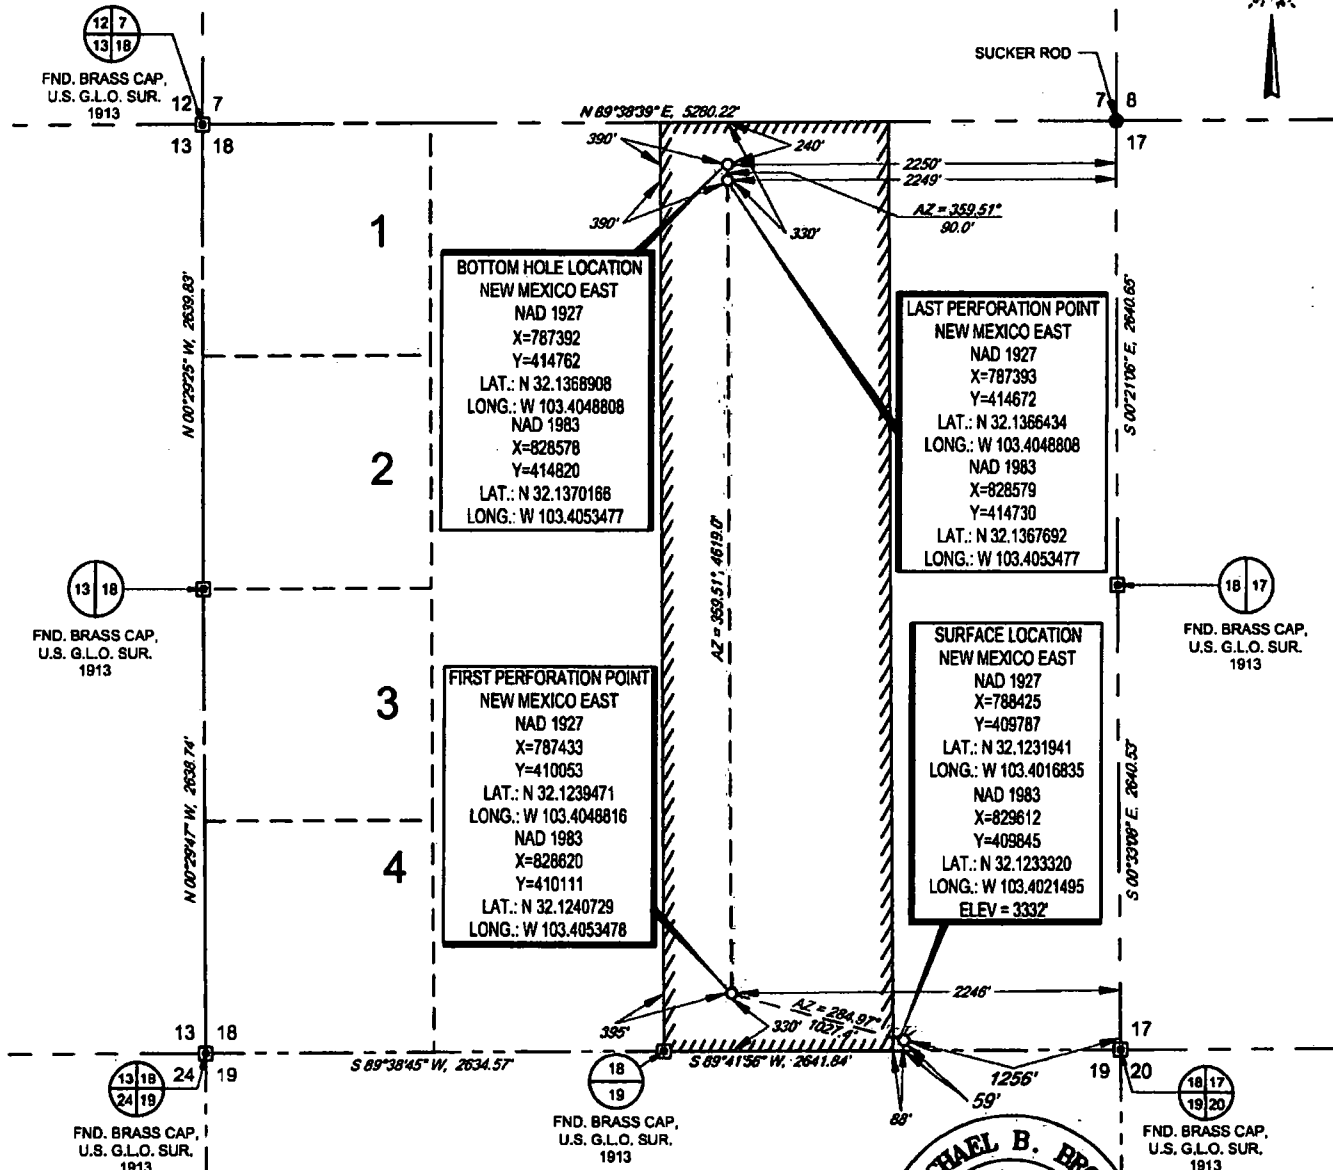 12 7
13 18
FND. BRASS CAP,
U.S. G.L.O. SUR.
1913
12 7
13 18
SUCKER ROD
7 8
17
N 89°38'39" E, 5280.22'
390'
240'
2250'
2249'
390'
330'
AZ = 359.51°
90.0'
1
2
3
4
N 00°29'25" W, 2639.83'
N 00°29'47" W, 2638.74'
S 00°21'06" E, 2640.65'
S 00°33'08" E, 2640.53'
BOTTOM HOLE LOCATION
NEW MEXICO EAST
NAD 1927
X=787392
Y=414762
LAT.: N 32.1368908
LONG.: W 103.4048808
NAD 1983
X=828578
Y=414820
LAT.: N 32.1370166
LONG.: W 103.4053477
LAST PERFORATION POINT
NEW MEXICO EAST
NAD 1927
X=787393
Y=414672
LAT.: N 32.1366434
LONG.: W 103.4048808
NAD 1983
X=828579
Y=414730
LAT.: N 32.1367692
LONG.: W 103.4053477
13 18
FND. BRASS CAP,
U.S. G.L.O. SUR.
1913
18 17
FND. BRASS CAP,
U.S. G.L.O. SUR.
1913
AZ = 359.51°, 4619.0'
FIRST PERFORATION POINT
NEW MEXICO EAST
NAD 1927
X=787433
Y=410053
LAT.: N 32.1239471
LONG.: W 103.4048816
NAD 1983
X=828620
Y=410111
LAT.: N 32.1240729
LONG.: W 103.4053478
SURFACE LOCATION
NEW MEXICO EAST
NAD 1927
X=788425
Y=409787
LAT.: N 32.1231941
LONG.: W 103.4016835
NAD 1983
X=829612
Y=409845
LAT.: N 32.1233320
LONG.: W 103.4021495
ELEV = 3332'
2246'
AZ = 284.97°
1027.4'
395'
330'
13 18
24 19
S 89°38'45" W, 2634.57'
S 89°41'56" W, 2641.84'
1256'
59'
88'
17
19 20
13 18
24 19
FND. BRASS CAP,
U.S. G.L.O. SUR.
1913
18
19
FND. BRASS CAP,
U.S. G.L.O. SUR.
1913
18 17
19 20
FND. BRASS CAP,
U.S. G.L.O. SUR.
1913
HAEL B. BRO